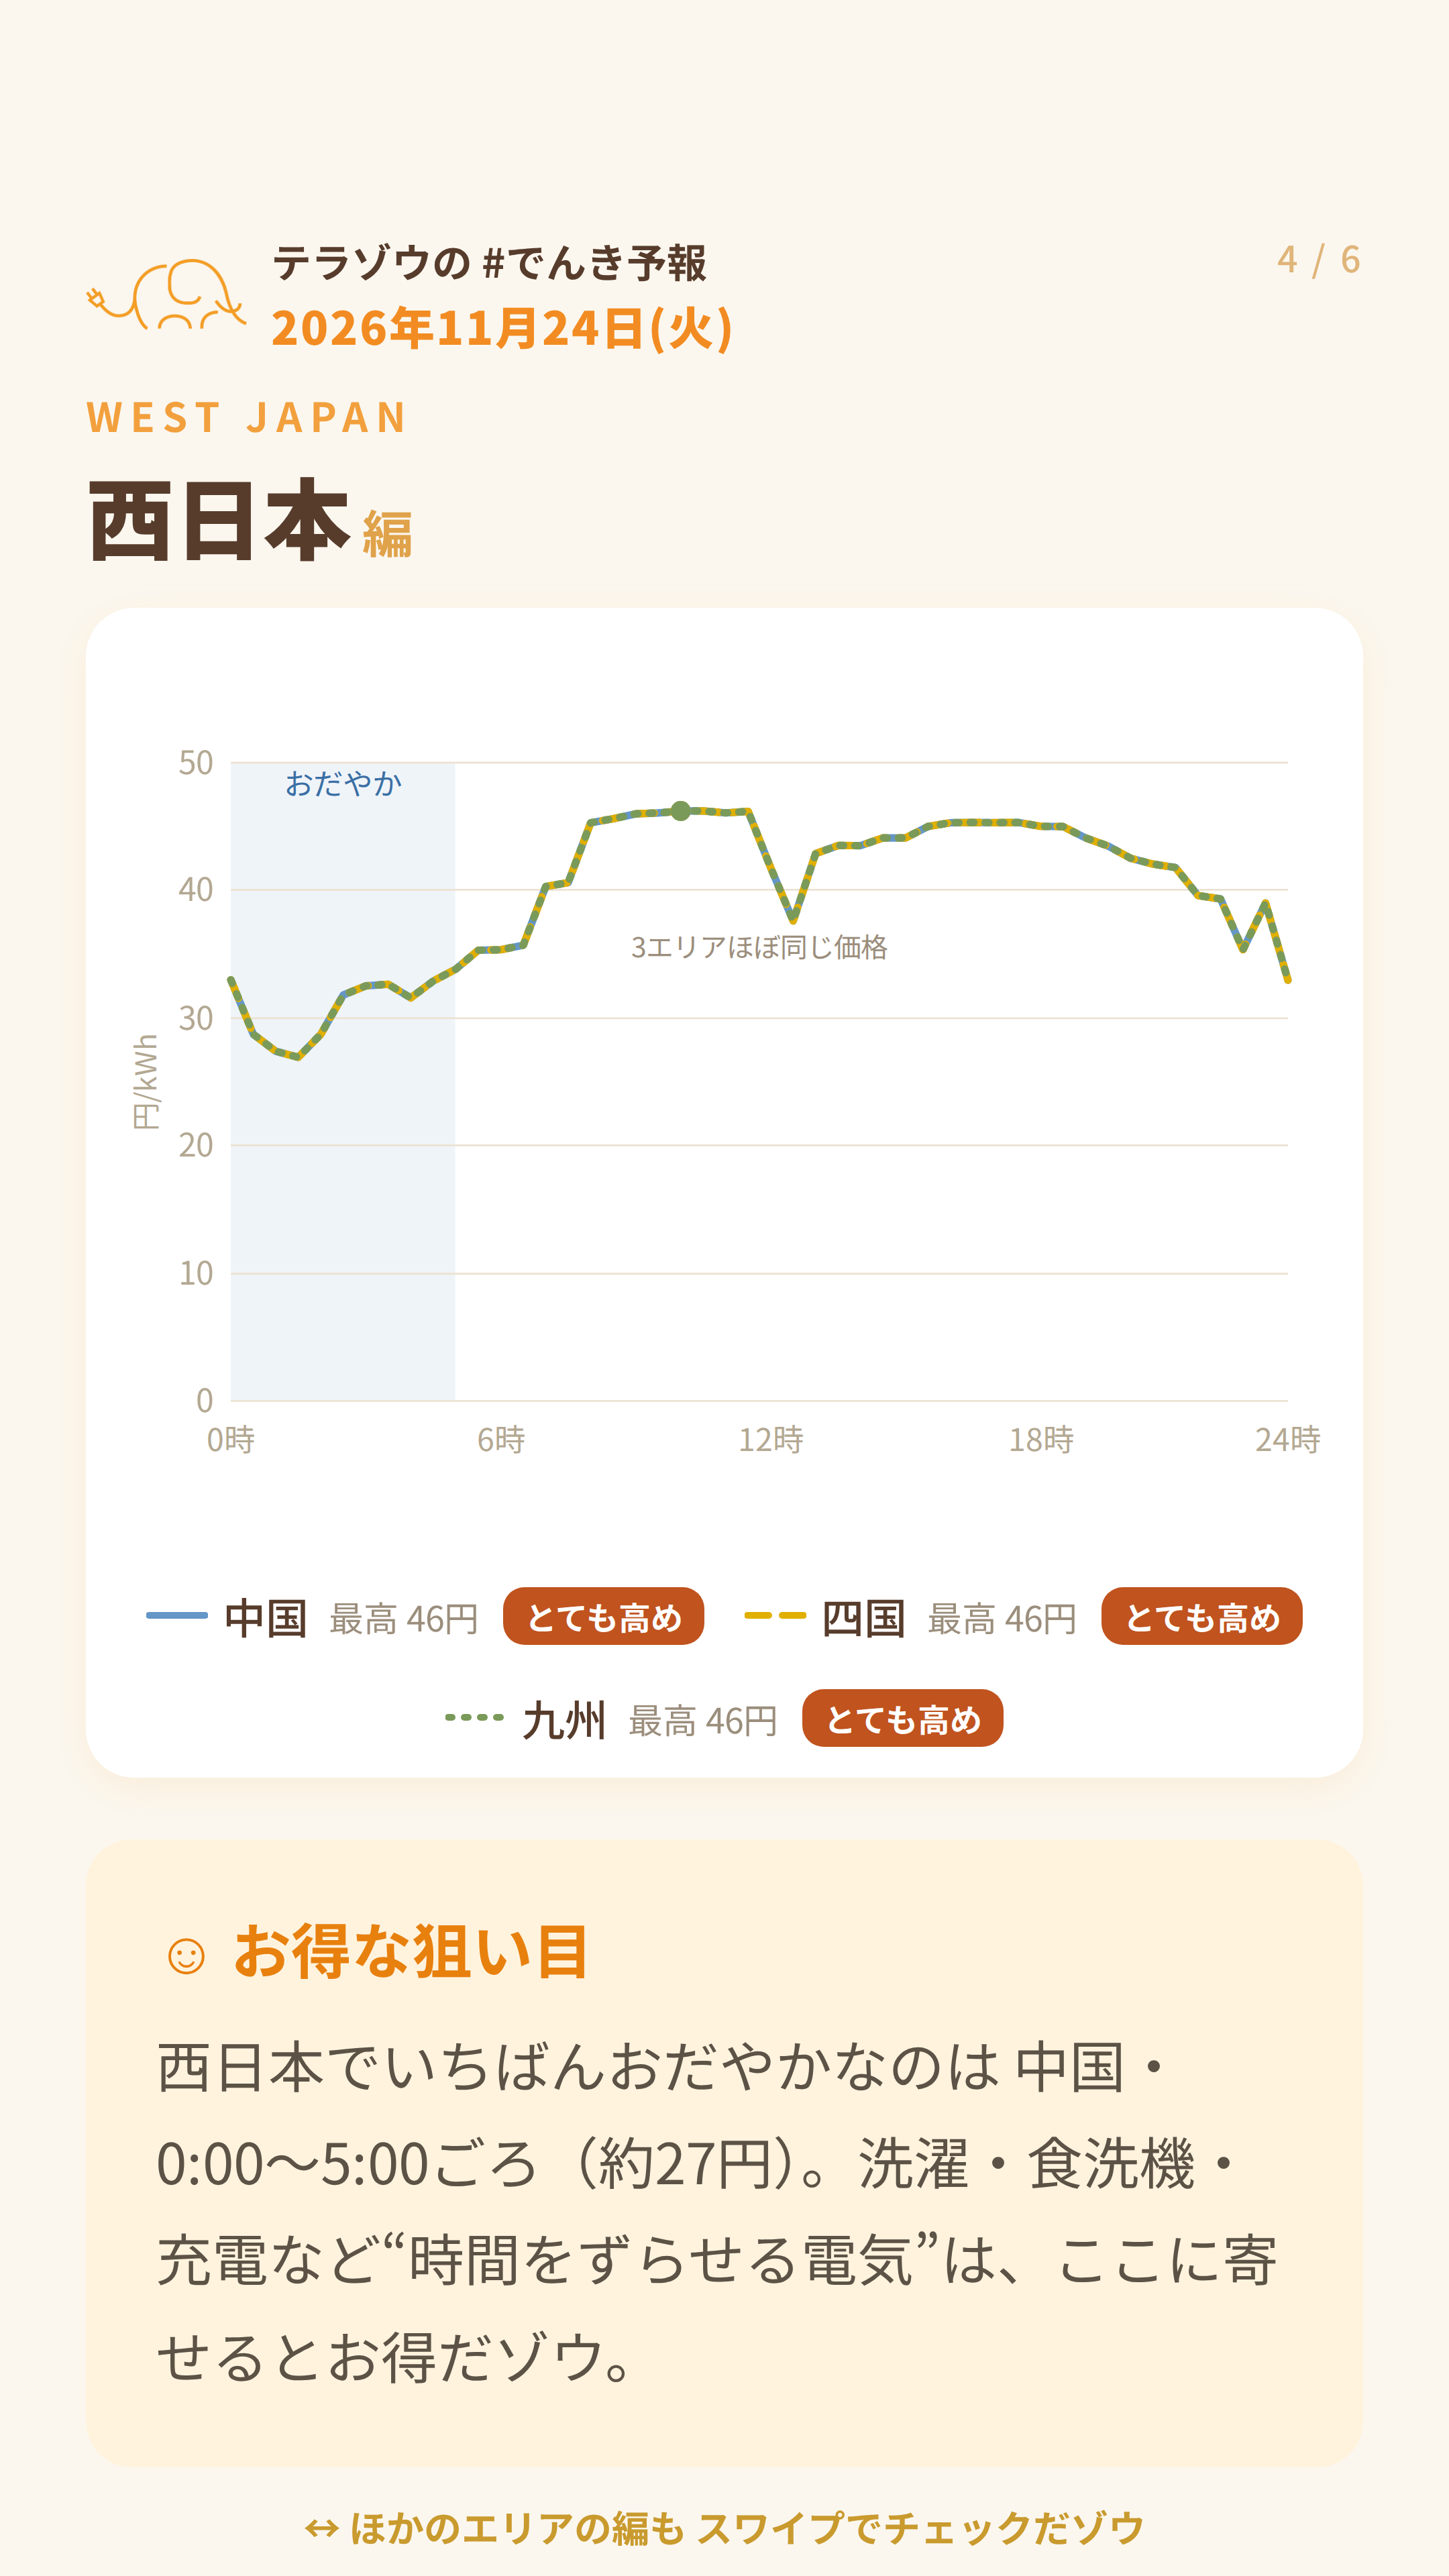 テラゾウの #でんき予報
2026年11月24日(火)
4 / 6
WEST JAPAN
西日本 編
50
おだやか
40
3エリアほぼ同じ価格
30
円/kWh
20
10
0
0時 6時 12時 18時 24時
中国 最高 46円 とても高め 四国 最高 46円 とても高め
九州 最高 46円 とても高め
☺ お得な狙い目
西日本でいちばんおだやかなのは 中国・
0:00〜5:00ごろ（約27円）。洗濯・食洗機・
充電など“時間をずらせる電気”は、ここに寄
せるとお得だゾウ。
↔ ほかのエリアの編も スワイプでチェックだゾウ